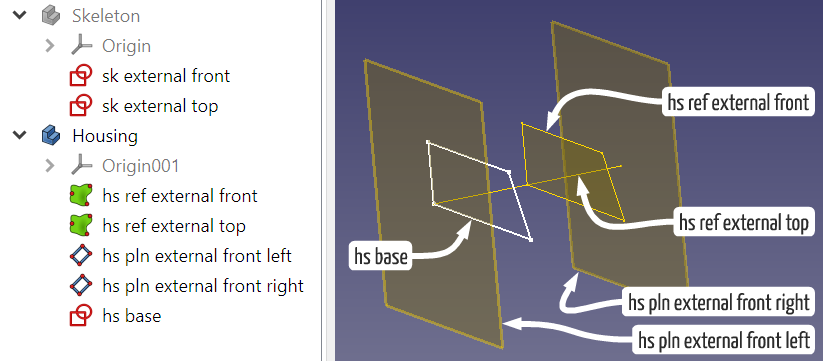 Skeleton
Origin
sk external front
sk external top
Housing
Origin001
hs ref external front
hs ref external top
hs pln external front left
hs pln external front right
hs base
hs ref external front
hs ref external top
hs base
hs pln external front right
hs pln external front left